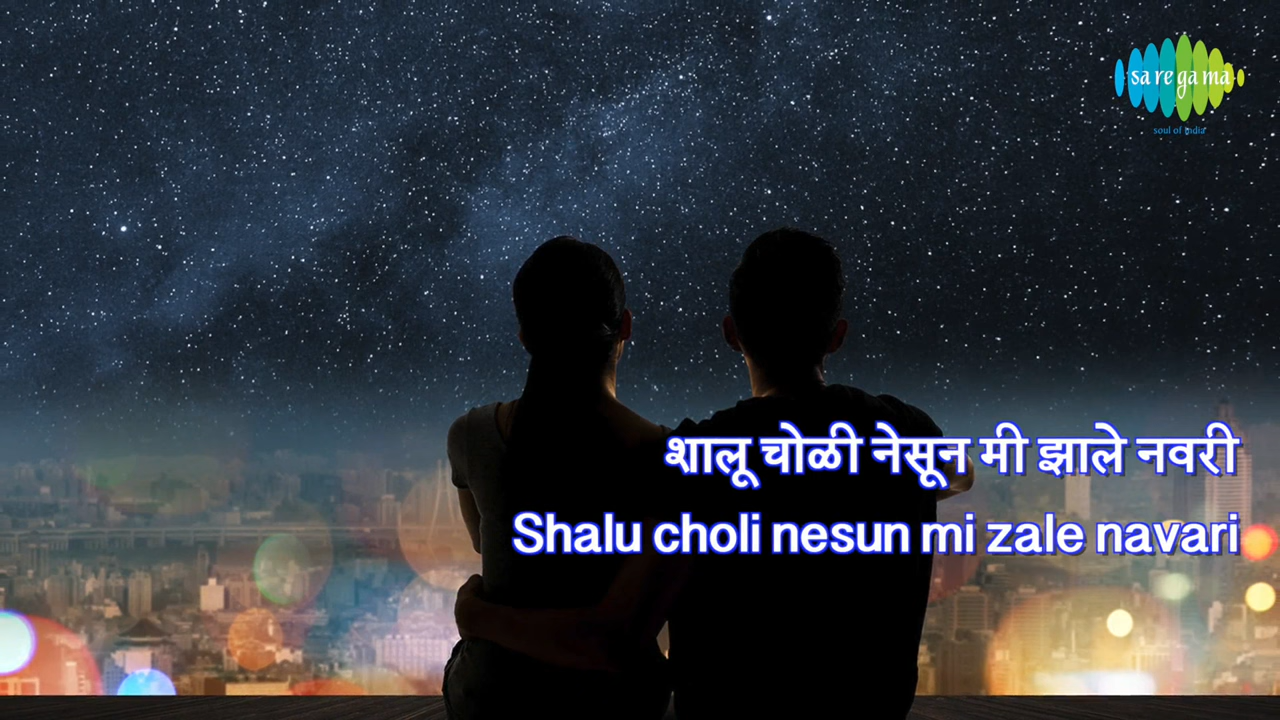 sa re ga ma
soul of india
शालू चोळी नेसून मी झाले नवरी
Shalu choli nesun mi zale navari